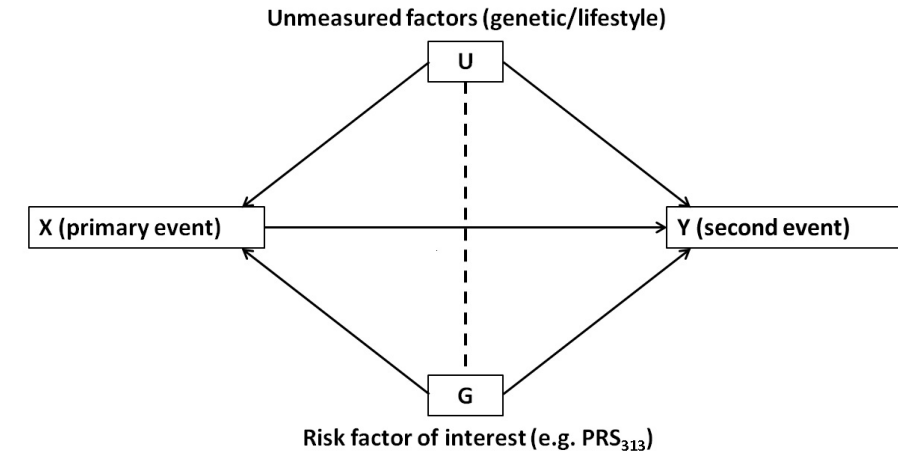 Unmeasured factors (genetic/lifestyle)
U
X (primary event)
Y (second event)
G
Risk factor of interest (e.g. PRS₃₁₃)